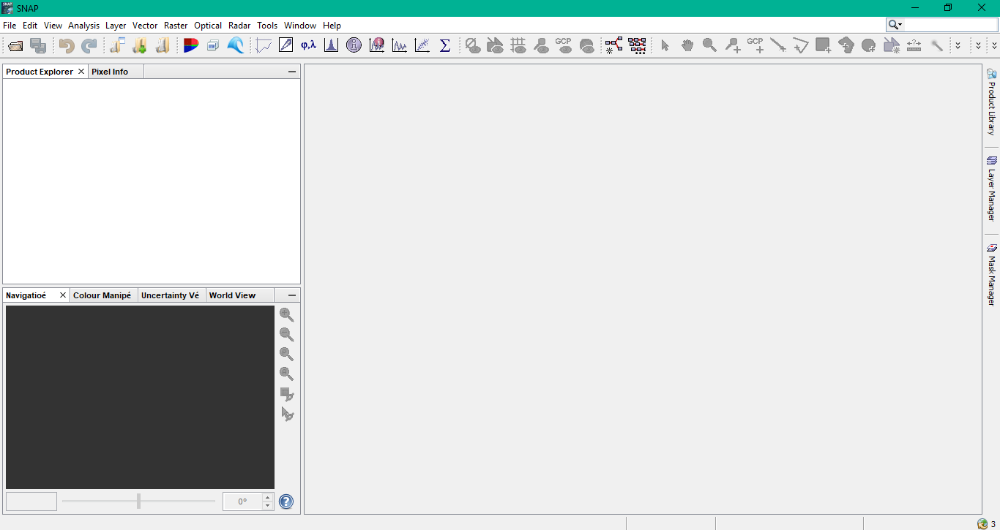 SNAP
File Edit View Analysis Layer Vector Raster Optical Radar Tools Window Help
φ,λ Σ GCP GCP
Product Explorer Pixel Info
Product Library
Layer Manager
Mask Manager
Navigatioé Colour Manipé Uncertainty Vé World View
0°
3